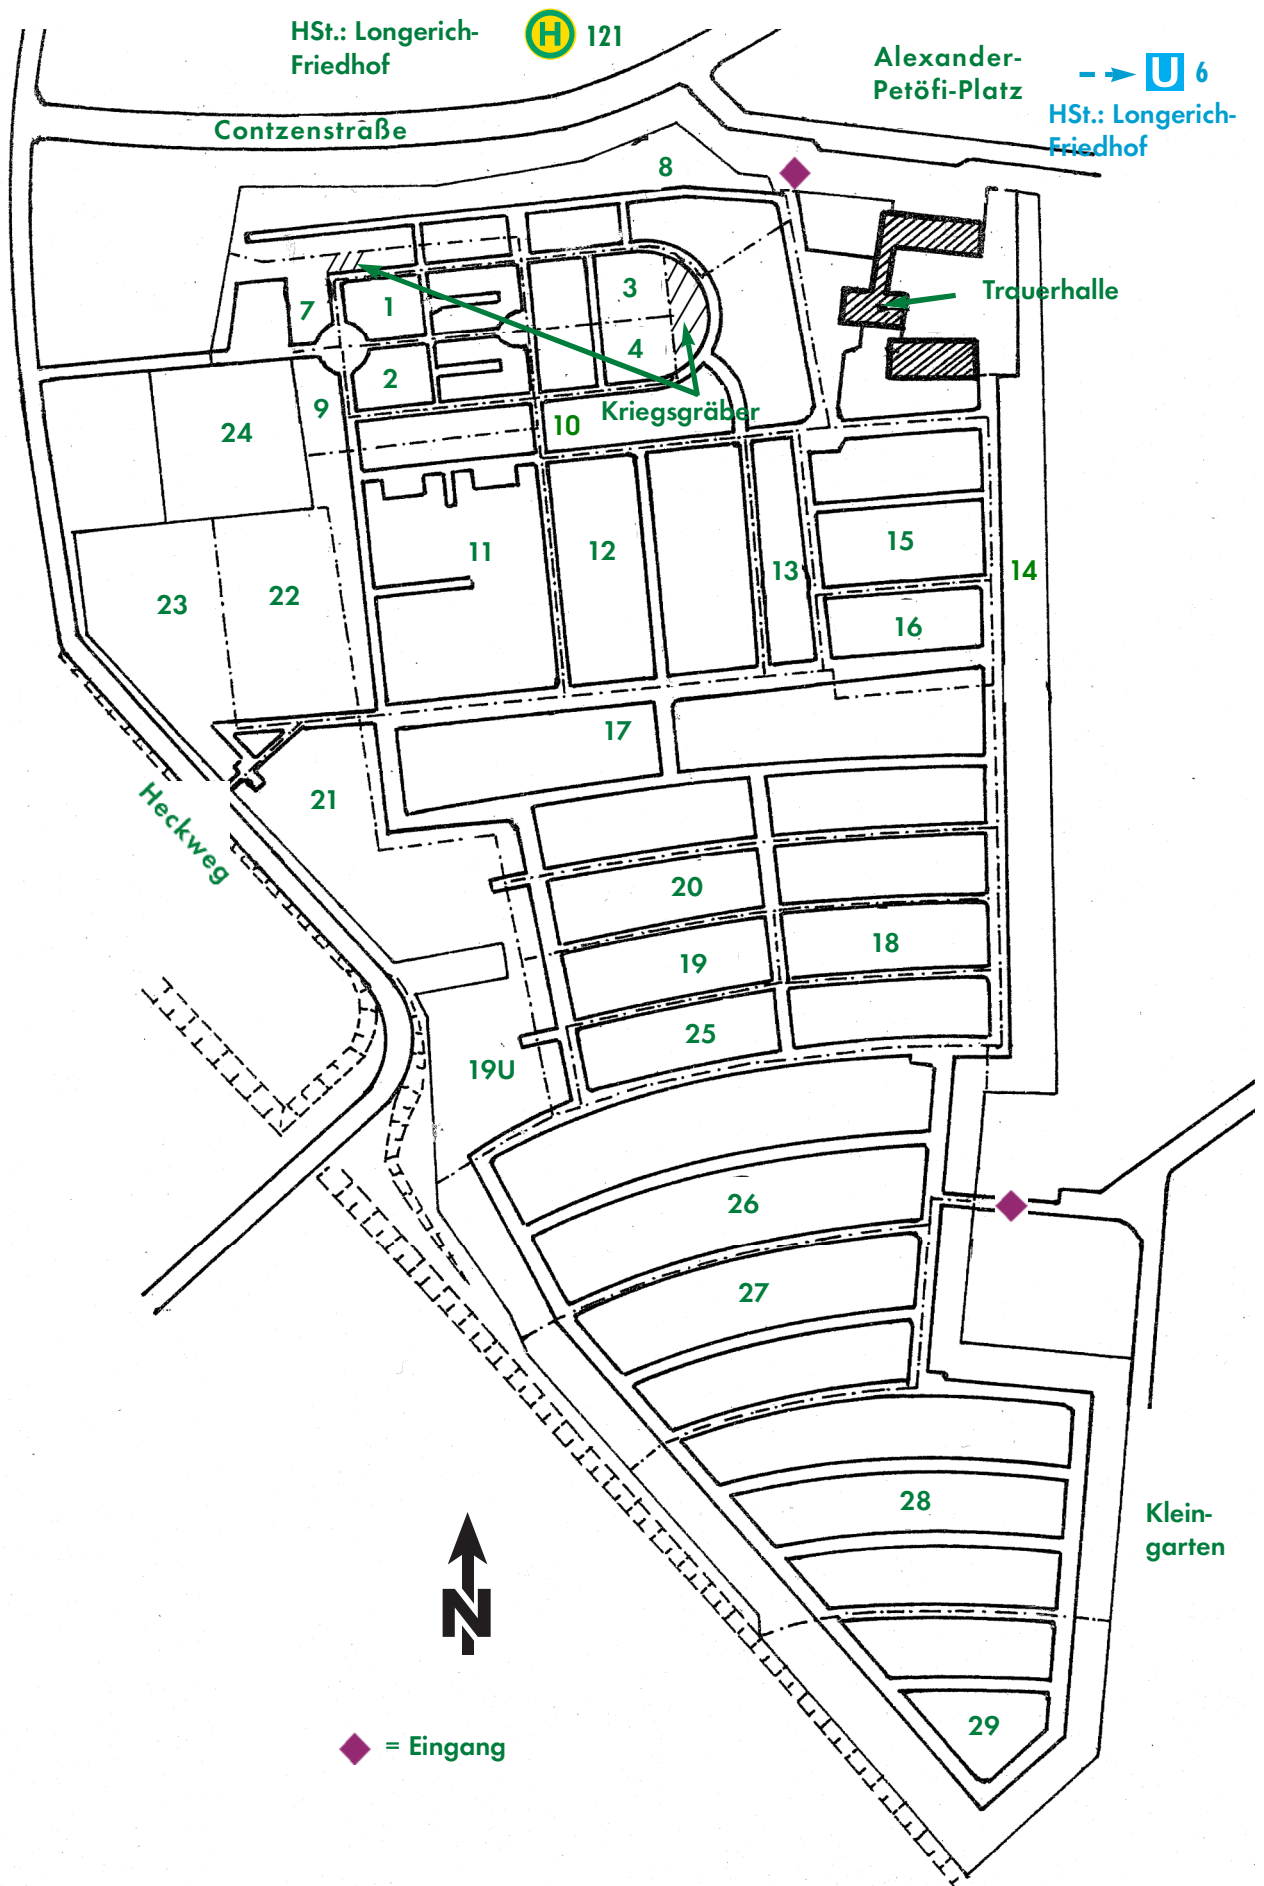 HSt.: Longerich-
Friedhof
H 121
Alexander-
Petöfi-Platz
U 6
HSt.: Longerich-
Friedhof
Contzenstraße
8
Trauerhalle
3
7
1
4
2
9
Kriegsgräber
10
24
11
12
15
13
14
22
23
16
17
21
Heckweg
20
18
19
25
19U
26
27
28
Klein-
garten
N
29
= Eingang